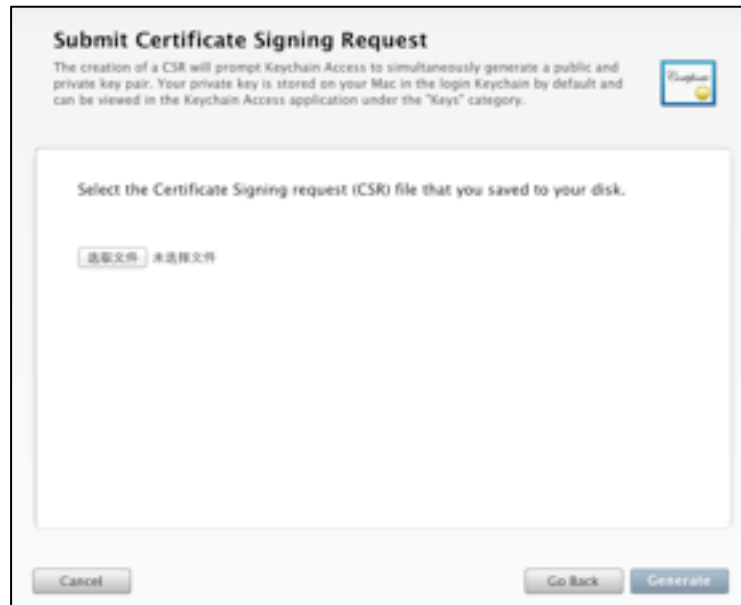 Submit Certificate Signing Request
The creation of a CSR will prompt Keychain Access to simultaneously generate a public and
private key pair. Your private key is stored on your Mac in the login Keychain by default and
can be viewed in the Keychain Access application under the "Keys" category.
Certificate
Select the Certificate Signing request (CSR) file that you saved to your disk.
选取文件 未选择文件
Cancel Go Back Generate